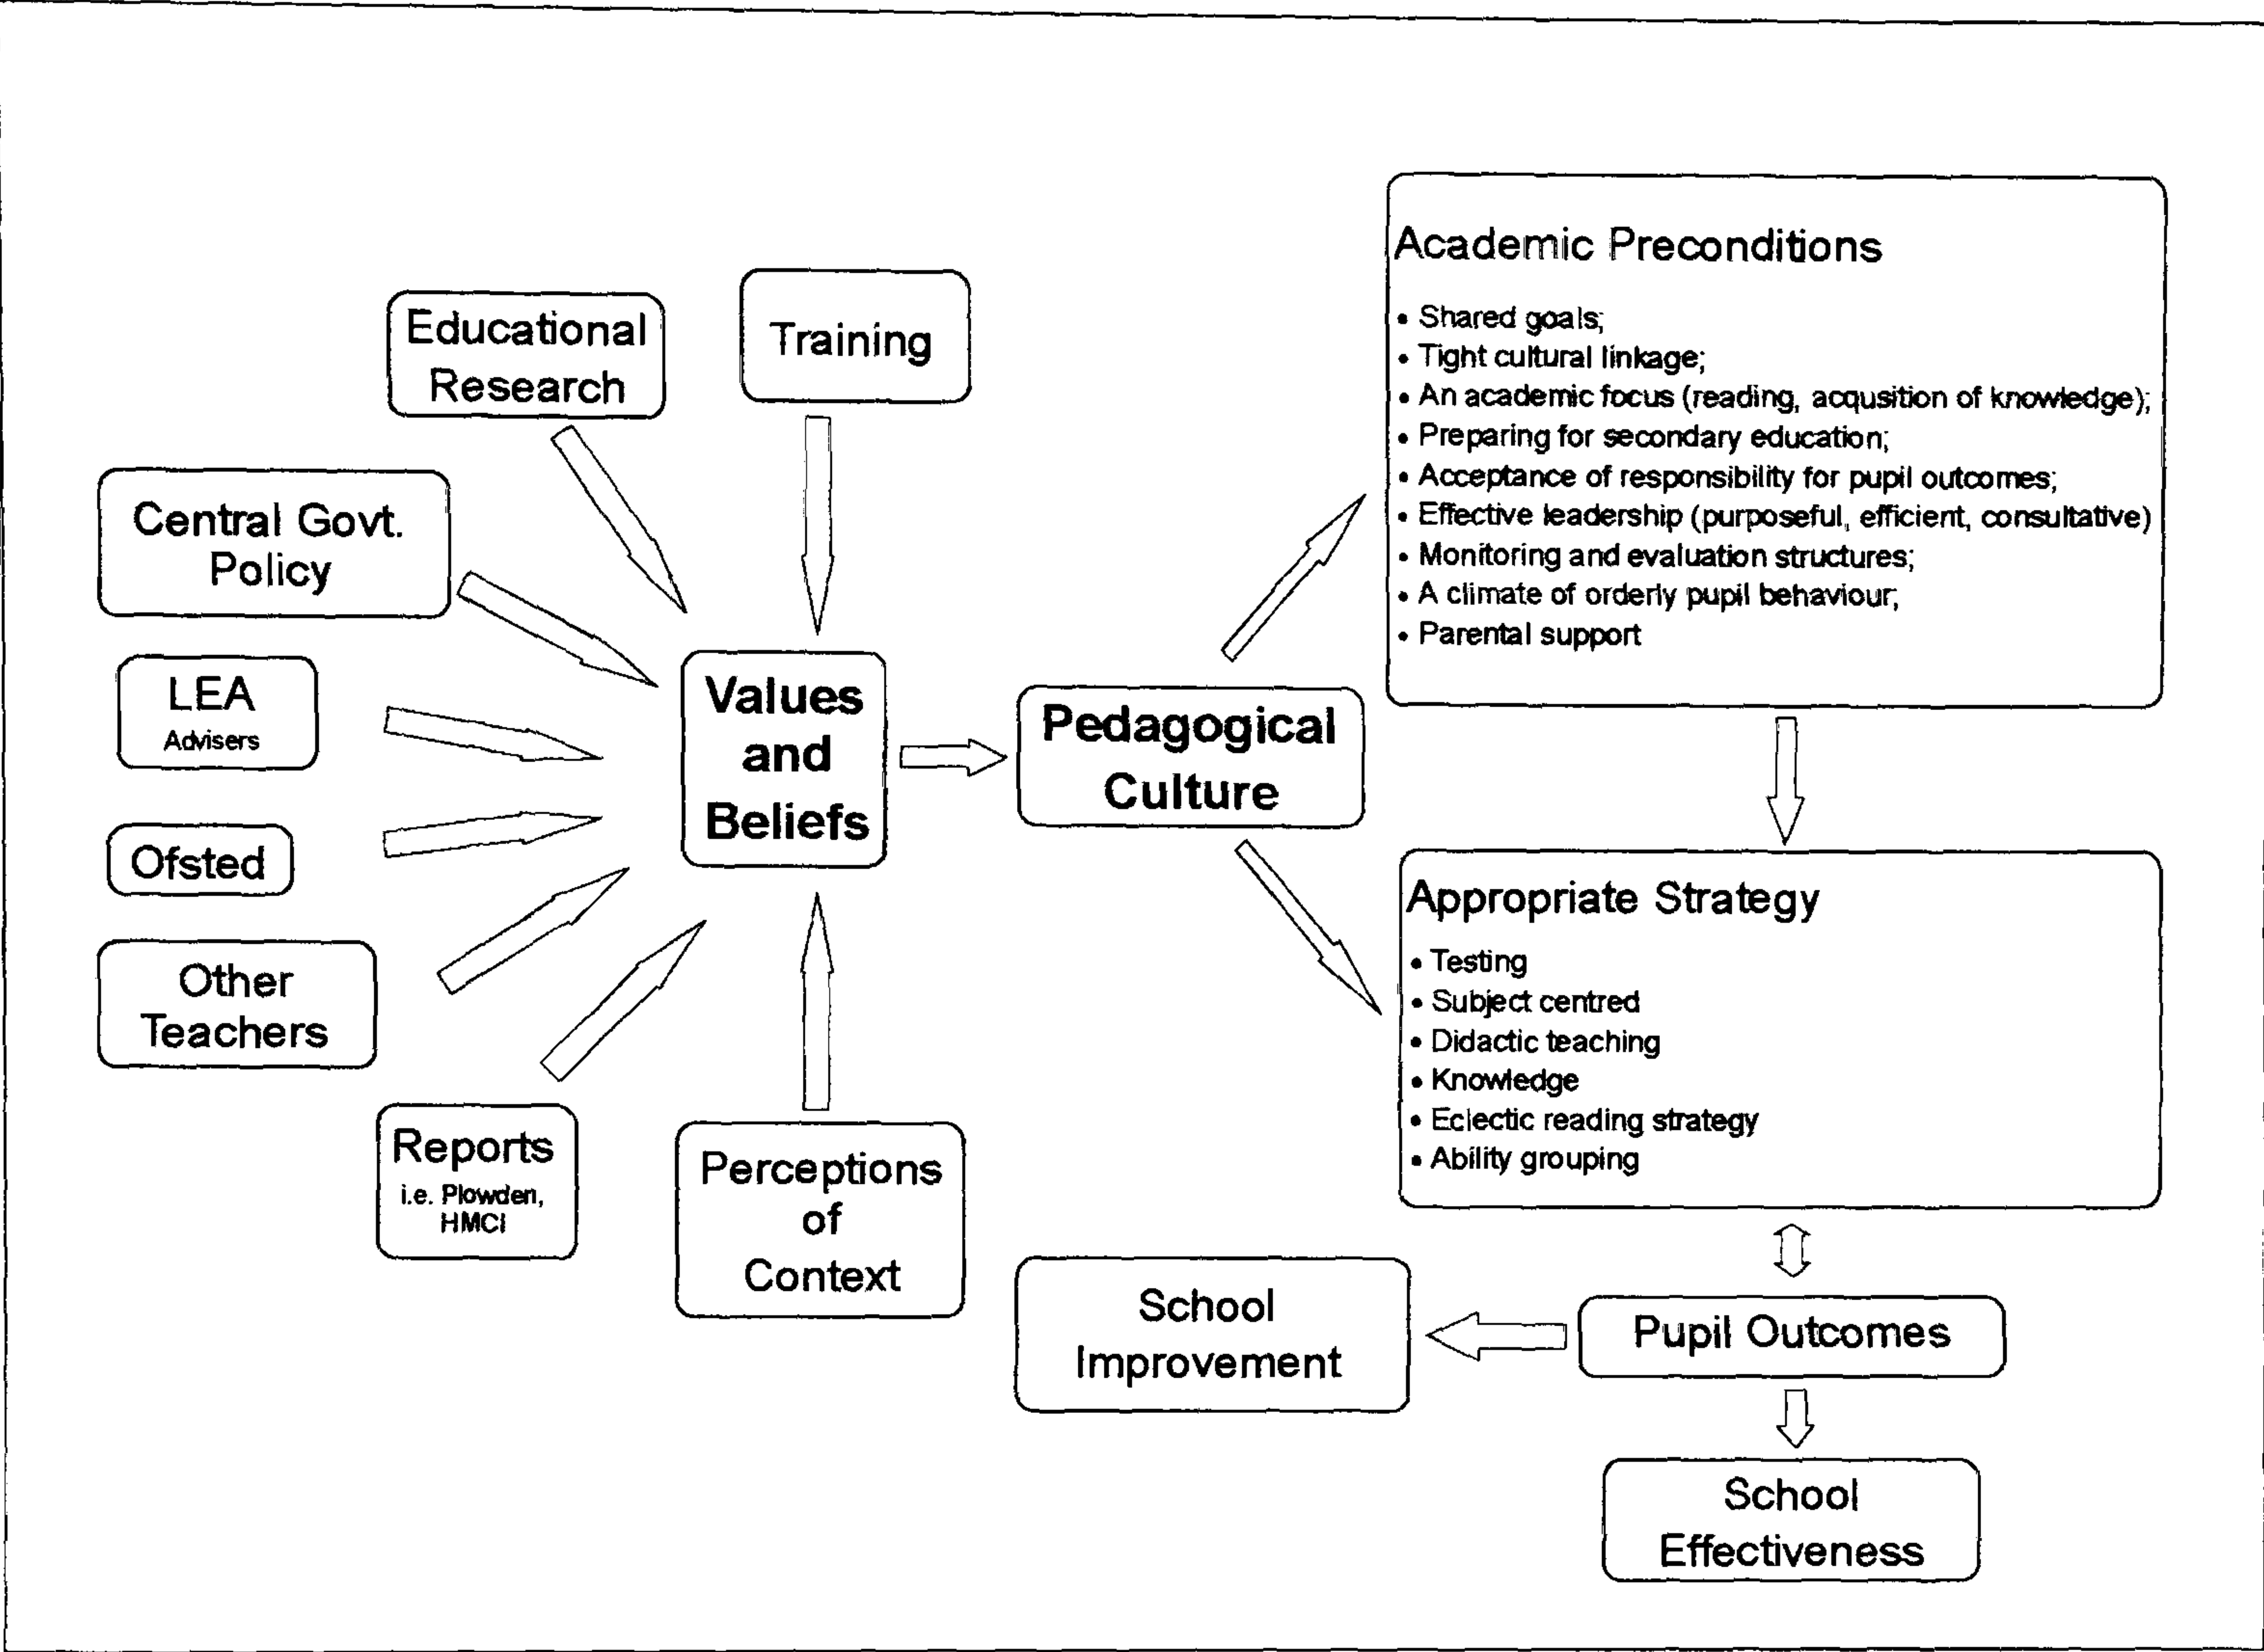 Educational
Research
Training
Central Govt.
Policy
LEA
Advisers
Ofsted
Other
Teachers
Reports
i.e. Plowden,
HMCI
Perceptions
of
Context
Values
and
Beliefs
Pedagogical
Culture
Academic Preconditions
• Shared goals;
• Tight cultural linkage;
• An academic focus (reading, acqusition of knowledge);
• Preparing for secondary education;
• Acceptance of responsibility for pupil outcomes;
• Effective leadership (purposeful, efficient, consultative)
• Monitoring and evaluation structures;
• A climate of orderly pupil behaviour;
• Parental support
Appropriate Strategy
• Testing
• Subject centred
• Didactic teaching
• Knowledge
• Eclectic reading strategy
• Ability grouping
Pupil Outcomes
School
Improvement
School
Effectiveness